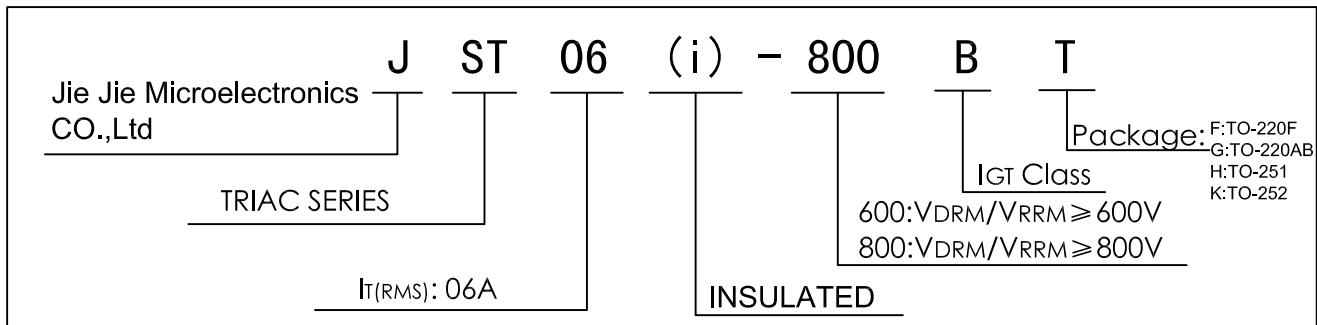 J ST 06 (i) - 800 B T
Jie Jie Microelectronics
CO.,Ltd
Package: F:TO-220F
G:TO-220AB
H:TO-251
K:TO-252
IGT Class
TRIAC SERIES
600:VDRM/VRRM≥600V
800:VDRM/VRRM≥800V
IT(RMS): 06A
INSULATED